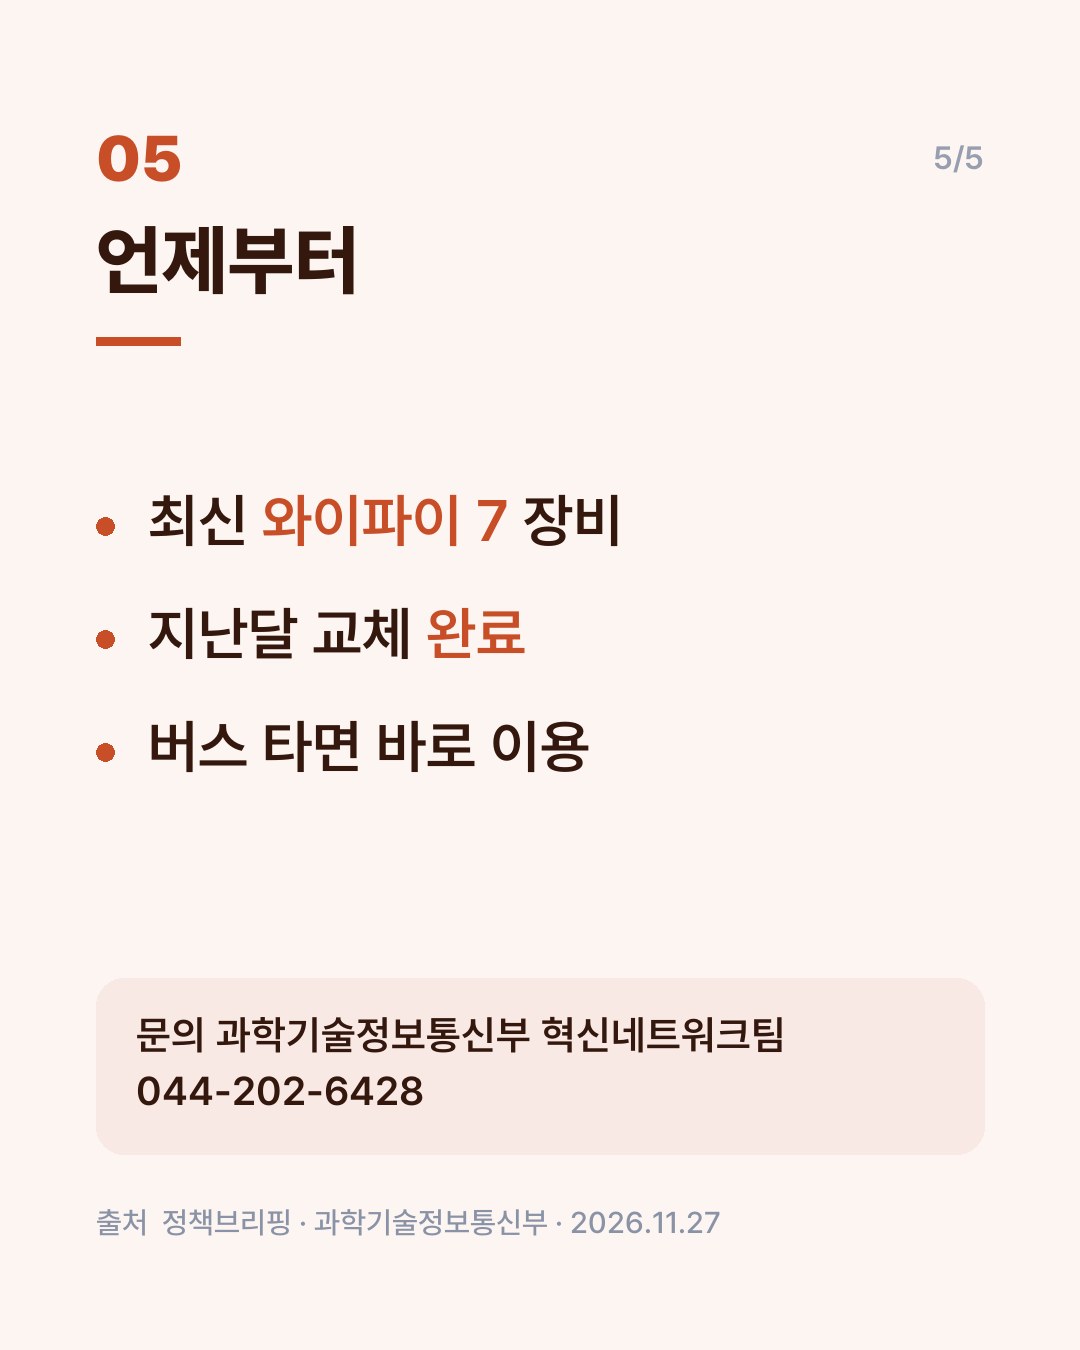 05
5/5
언제부터
• 최신 와이파이 7 장비
• 지난달 교체 완료
• 버스 타면 바로 이용
문의 과학기술정보통신부 혁신네트워크팀
044-202-6428
출처 정책브리핑 · 과학기술정보통신부 · 2026.11.27